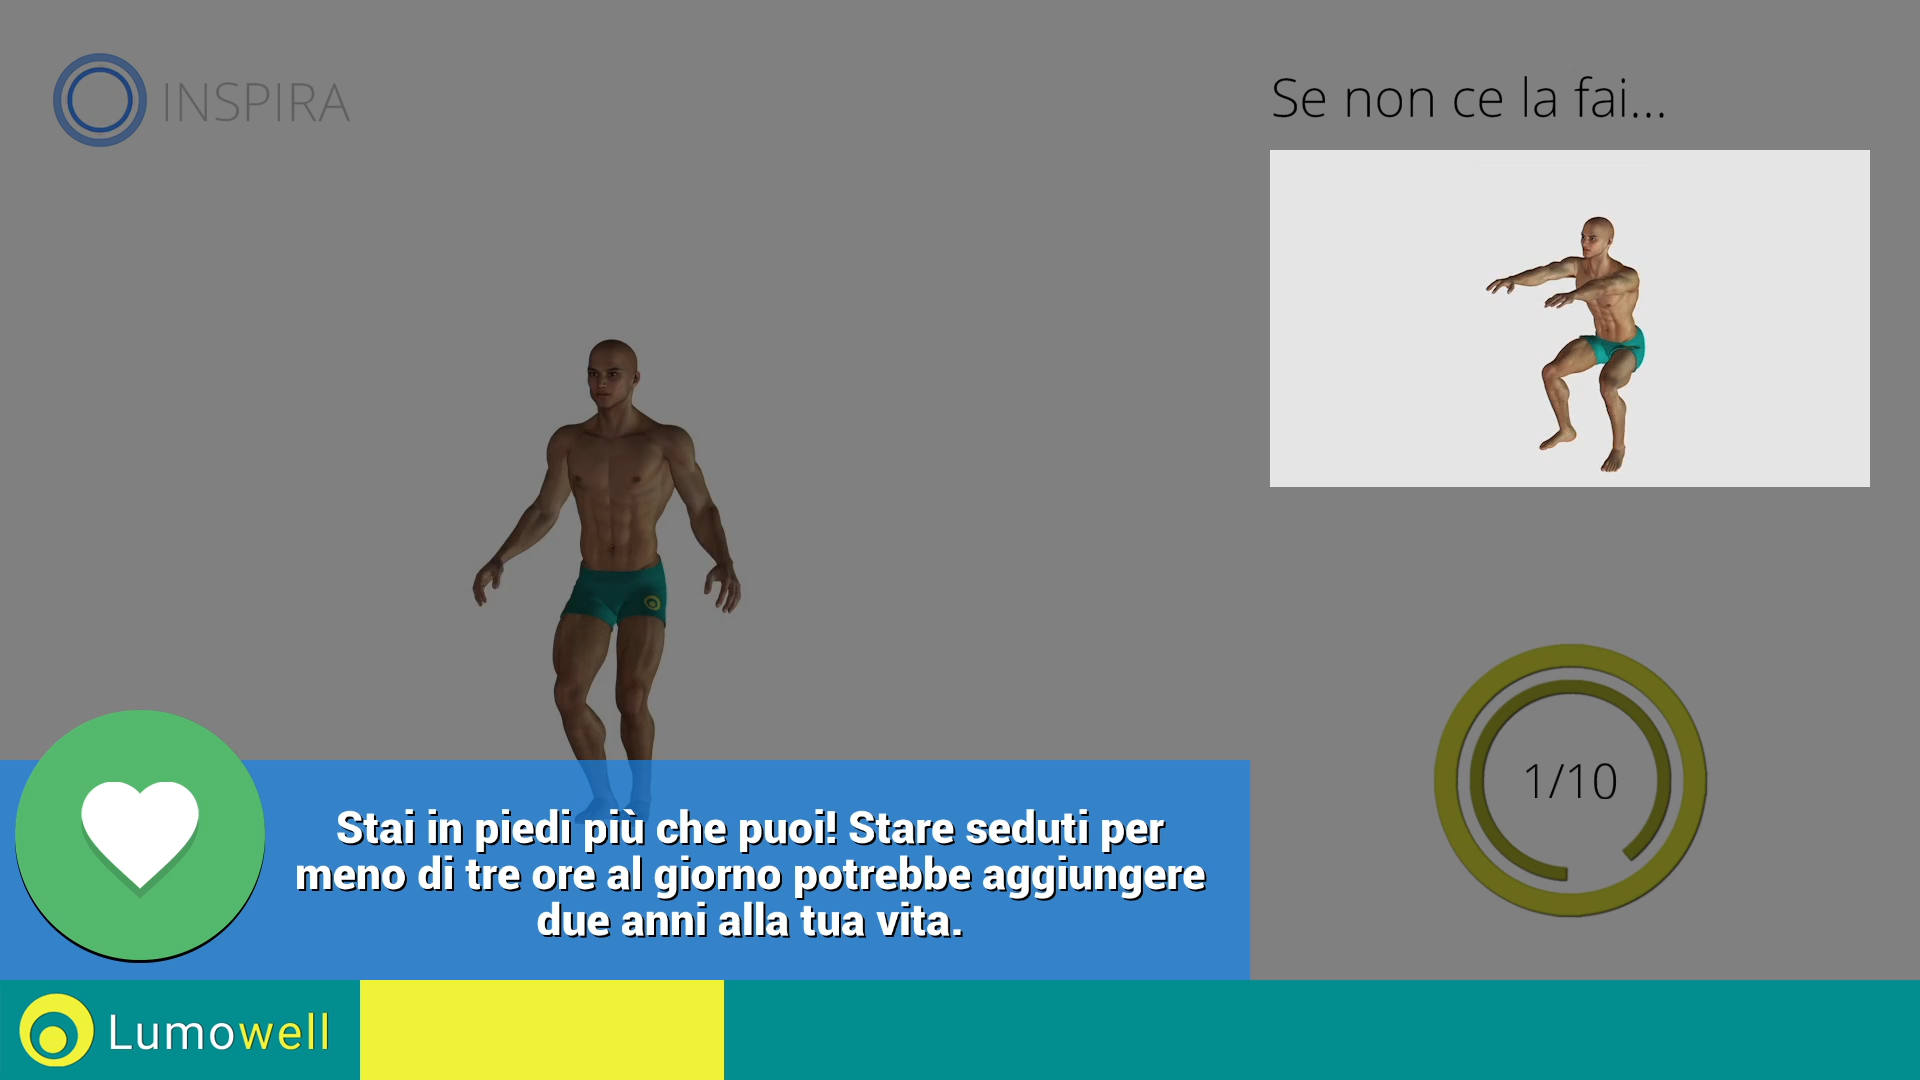 INSPIRA
Se non ce la fai...
1/10
Stai in piedi più che puoi! Stare seduti per
meno di tre ore al giorno potrebbe aggiungere
due anni alla tua vita.
Lumowell